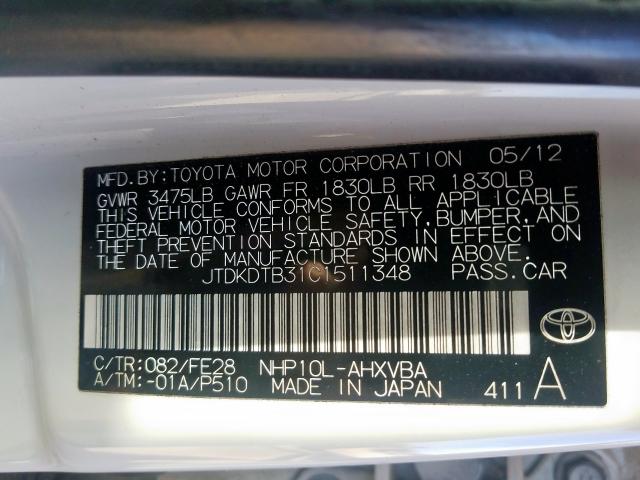 MFD.BY:TOYOTA MOTOR CORPORATION 05/12
GVWR 3475LB GAWR FR 1830LB RR 1830LB
THIS VEHICLE CONFORMS TO ALL APPLICABLE
FEDERAL MOTOR VEHICLE SAFETY, BUMPER, AND
THEFT PREVENTION STANDARDS IN EFFECT ON
THE DATE OF MANUFACTURE SHOWN ABOVE.
JTDKDTB31C1511348 PASS.CAR
C/TR:082/FE28 NHP10L-AHXVBA
A/TM:-01A/P510 MADE IN JAPAN 411 A